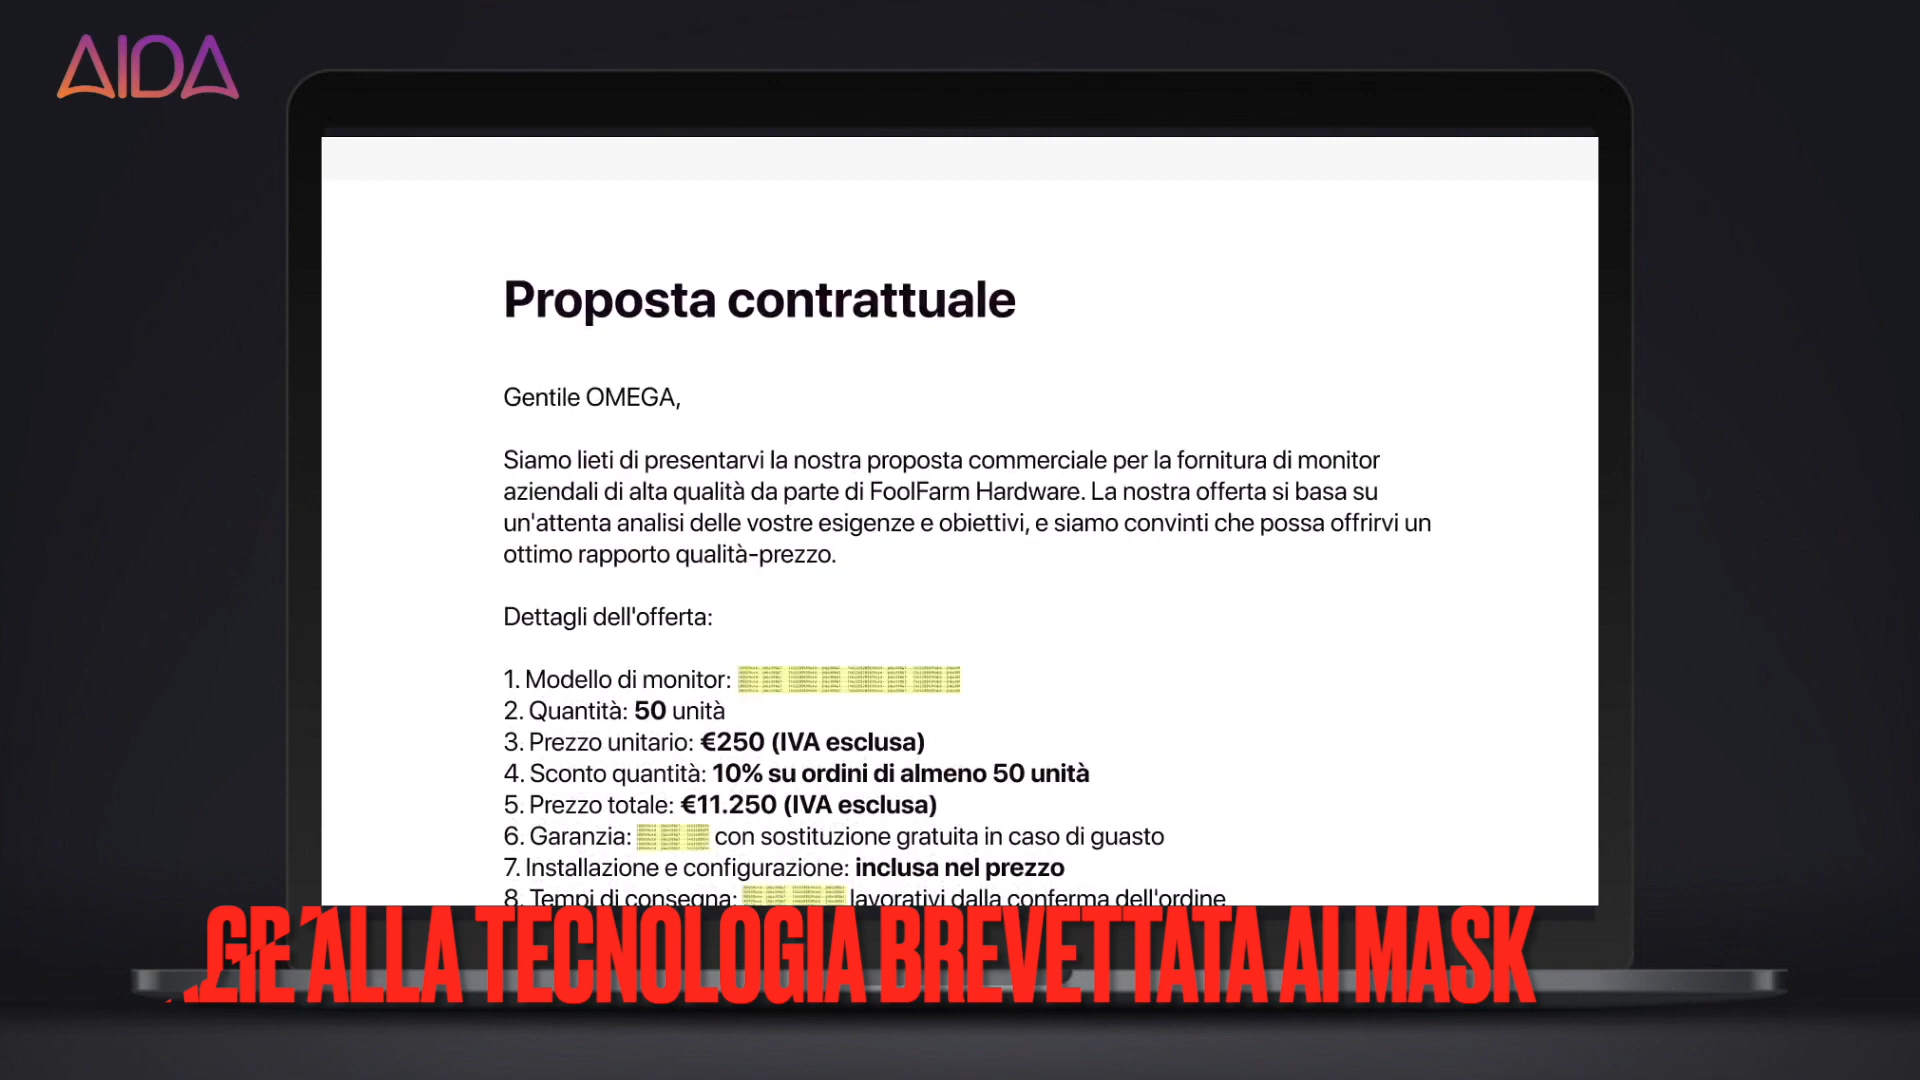 AIDA
Proposta contrattuale
Gentile OMEGA,
Siamo lieti di presentarvi la nostra proposta commerciale per la fornitura di monitor
aziendali di alta qualità da parte di FoolFarm Hardware. La nostra offerta si basa su
un'attenta analisi delle vostre esigenze e obiettivi, e siamo convinti che possa offrirvi un
ottimo rapporto qualità-prezzo.
Dettagli dell'offerta:
1. Modello di monitor:
2. Quantità: 50 unità
3. Prezzo unitario: €250 (IVA esclusa)
4. Sconto quantità: 10% su ordini di almeno 50 unità
5. Prezzo totale: €11.250 (IVA esclusa)
6. Garanzia: con sostituzione gratuita in caso di guasto
7. Installazione e configurazione: inclusa nel prezzo
8. Tempi di consegna: lavorativi dalla conferma dell'ordine
ALLA TECNOLOGIA BREVETTATA AI MASK